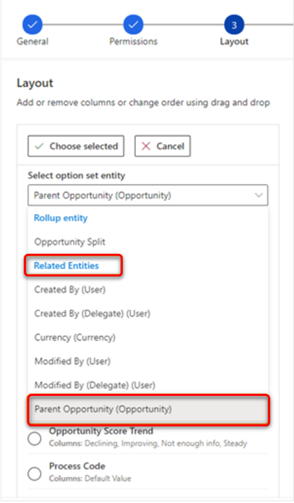 General
Permissions
3
Layout
Layout
Add or remove columns or change order using drag and drop
Choose selected
Cancel
Select option set entity
Parent Opportunity (Opportunity)
Rollup entity
Opportunity Split
Related Entities
Created By (User)
Created By (Delegate) (User)
Currency (Currency)
Modified By (User)
Modified By (Delegate) (User)
Parent Opportunity (Opportunity)
Opportunity Score Trend
Columns: Declining, Improving, Not enough info, Steady
Process Code
Columns: Default Value